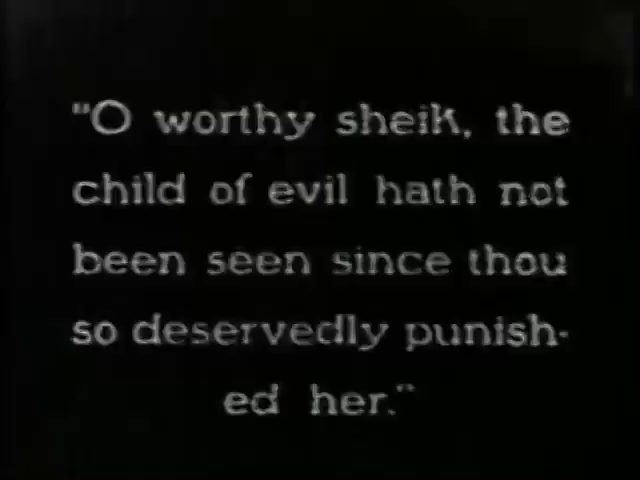 "O worthy sheik, the
child of evil hath not
been seen since thou
so deservedly punish-
ed her."